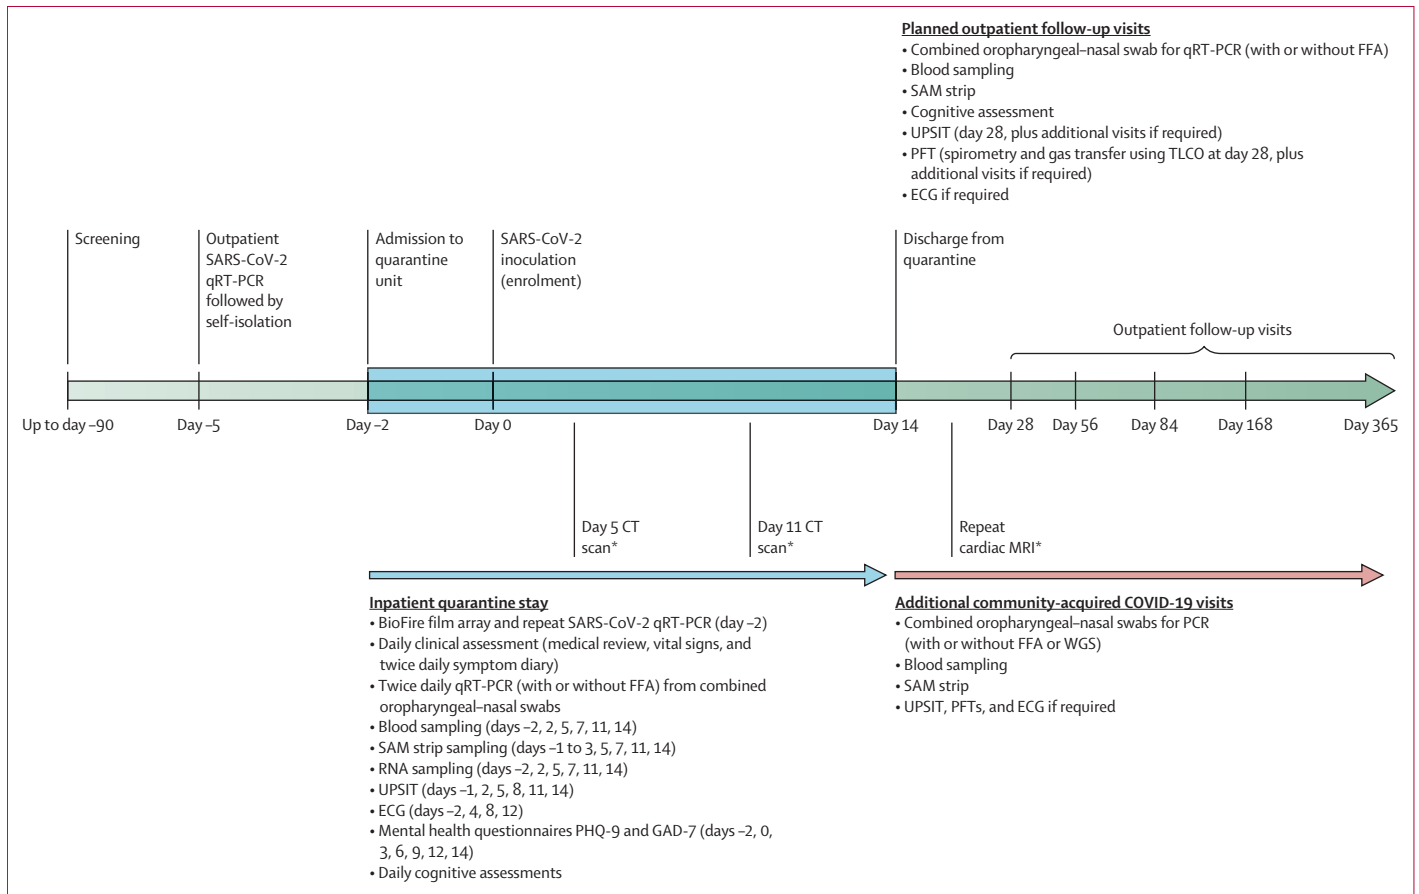 Planned outpatient follow-up visits
• Combined oropharyngeal–nasal swab for qRT-PCR (with or without FFA)
• Blood sampling
• SAM strip
• Cognitive assessment
• UPSIT (day 28, plus additional visits if required)
• PFT (spirometry and gas transfer using TLCO at day 28, plus
additional visits if required)
• ECG if required
Screening
Outpatient
SARS-CoV-2
qRT-PCR
followed by
self-isolation
Admission to
quarantine
unit
SARS-CoV-2
inoculation
(enrolment)
Discharge from
quarantine
Outpatient follow-up visits
Up to day –90
Day –5
Day –2
Day 0
Day 14
Day 28
Day 56
Day 84
Day 168
Day 365
Day 5 CT
scan*
Day 11 CT
scan*
Repeat
cardiac MRI*
Inpatient quarantine stay
• BioFire film array and repeat SARS-CoV-2 qRT-PCR (day –2)
• Daily clinical assessment (medical review, vital signs, and
twice daily symptom diary)
• Twice daily qRT-PCR (with or without FFA) from combined
oropharyngeal–nasal swabs
• Blood sampling (days –2, 2, 5, 7, 11, 14)
• SAM strip sampling (days –1 to 3, 5, 7, 11, 14)
• RNA sampling (days –2, 2, 5, 7, 11, 14)
• UPSIT (days –1, 2, 5, 8, 11, 14)
• ECG (days –2, 4, 8, 12)
• Mental health questionnaires PHQ-9 and GAD-7 (days –2, 0,
3, 6, 9, 12, 14)
• Daily cognitive assessments
Additional community-acquired COVID-19 visits
• Combined oropharyngeal–nasal swabs for PCR
(with or without FFA or WGS)
• Blood sampling
• SAM strip
• UPSIT, PFTs, and ECG if required